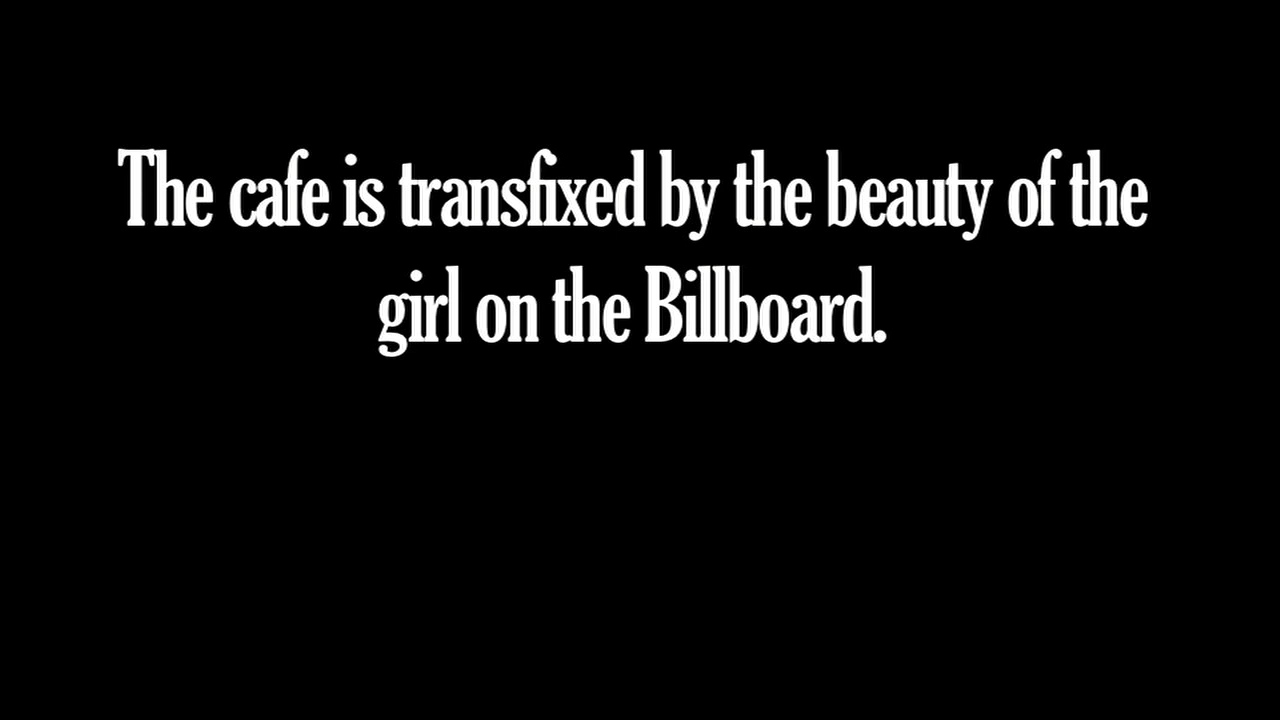 The cafe is transfixed by the beauty of the
girl on the Billboard.